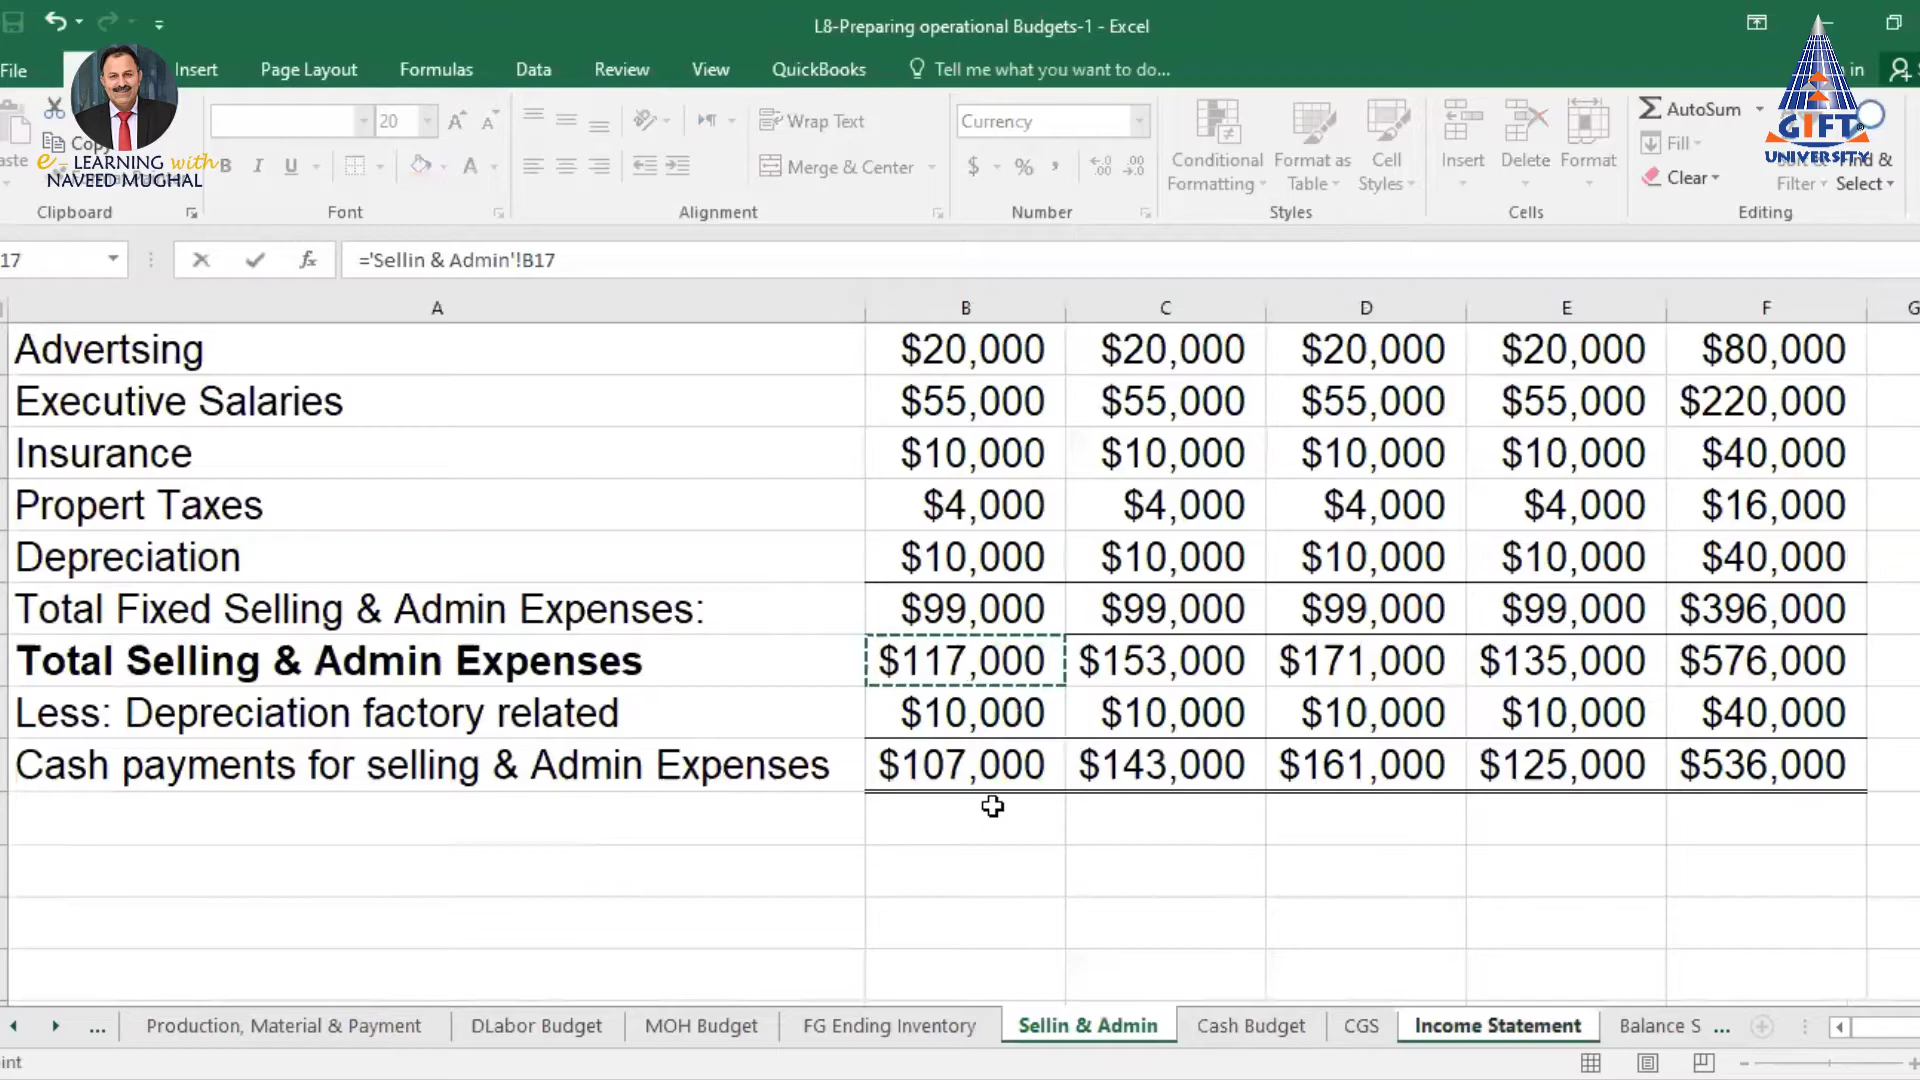 L8-Preparing operational Budgets-1 - Excel
File Insert Page Layout Formulas Data Review View QuickBooks Tell me what you want to do...
20 Wrap Text Currency AutoSum
Merge & Center $ % Conditional Formatting Format as Table Cell Styles Insert Delete Format Fill Clear Filter Find & Select
e-LEARNING with
NAVEED MUGHAL
GIFT
UNIVERSITY
Clipboard Font Alignment Number Styles Cells Editing
17 ='Sellin & Admin'!B17
A B C D E F G
Advertsing $20,000 $20,000 $20,000 $20,000 $80,000
Executive Salaries $55,000 $55,000 $55,000 $55,000 $220,000
Insurance $10,000 $10,000 $10,000 $10,000 $40,000
Propert Taxes $4,000 $4,000 $4,000 $4,000 $16,000
Depreciation $10,000 $10,000 $10,000 $10,000 $40,000
Total Fixed Selling & Admin Expenses: $99,000 $99,000 $99,000 $99,000 $396,000
Total Selling & Admin Expenses $117,000 $153,000 $171,000 $135,000 $576,000
Less: Depreciation factory related $10,000 $10,000 $10,000 $10,000 $40,000
Cash payments for selling & Admin Expenses $107,000 $143,000 $161,000 $125,000 $536,000
... Production, Material & Payment DLabor Budget MOH Budget FG Ending Inventory Sellin & Admin Cash Budget CGS Income Statement Balance S ...